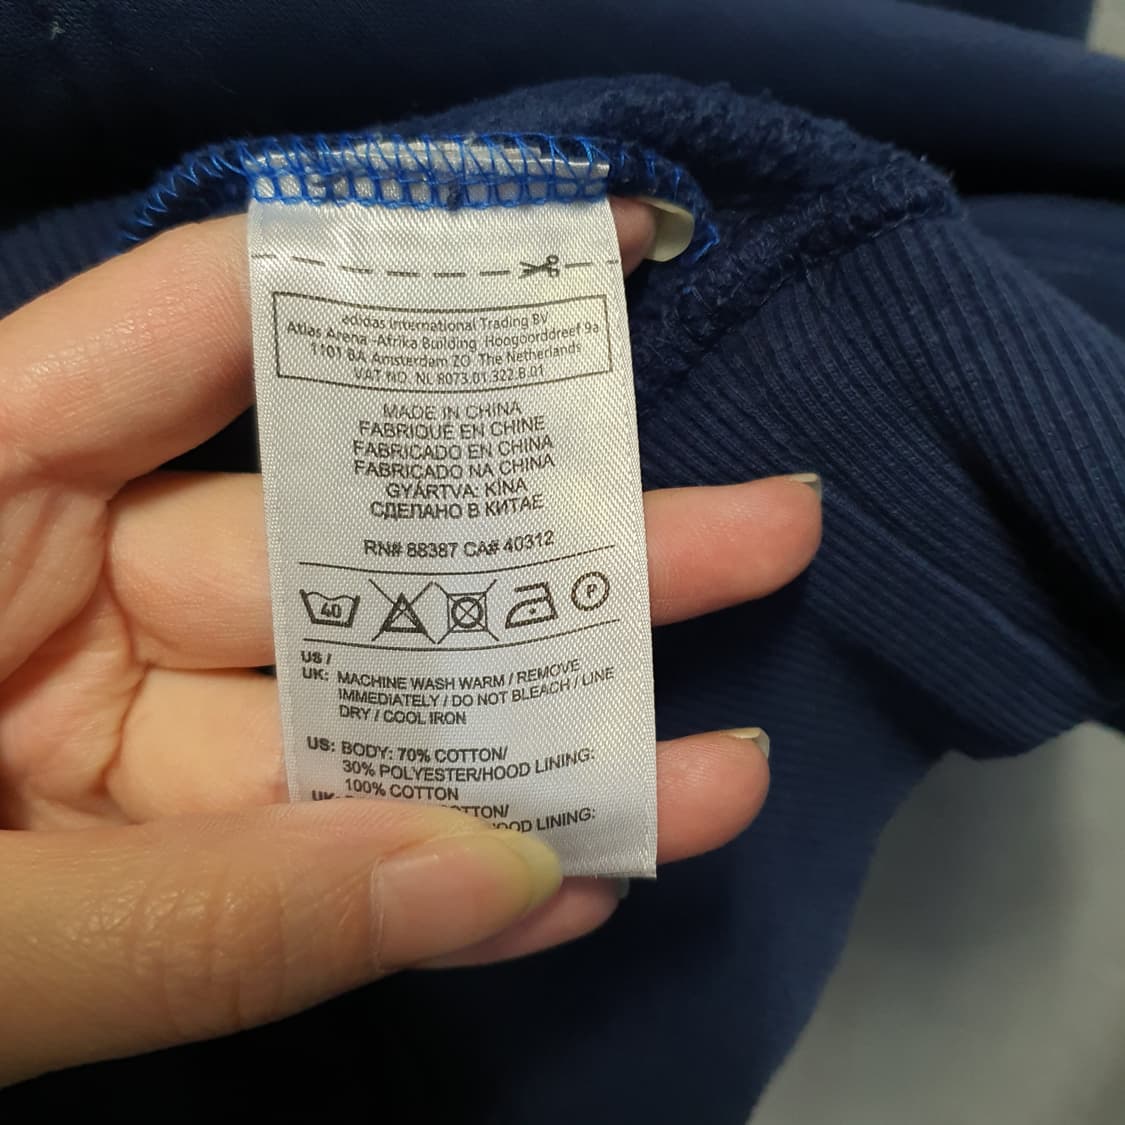 adidas International Trading BV
Atlas Arena -Afrika Building Hoogoorddreef 9a
1101 BA Amsterdam ZO The Netherlands
VAT NO. NL 8073.01.322.B.01
MADE IN CHINA
FABRIQUÉ EN CHINE
FABRICADO EN CHINA
FABRICADO NA CHINA
GYÁRTVA: KÍNA
СДЕЛАНО В КИТАЕ
RN# 88387 CA# 40312
40 P
US /
UK: MACHINE WASH WARM / REMOVE
IMMEDIATELY / DO NOT BLEACH / LINE
DRY / COOL IRON
US: BODY: 70% COTTON/
30% POLYESTER/HOOD LINING:
100% COTTON
LINING: